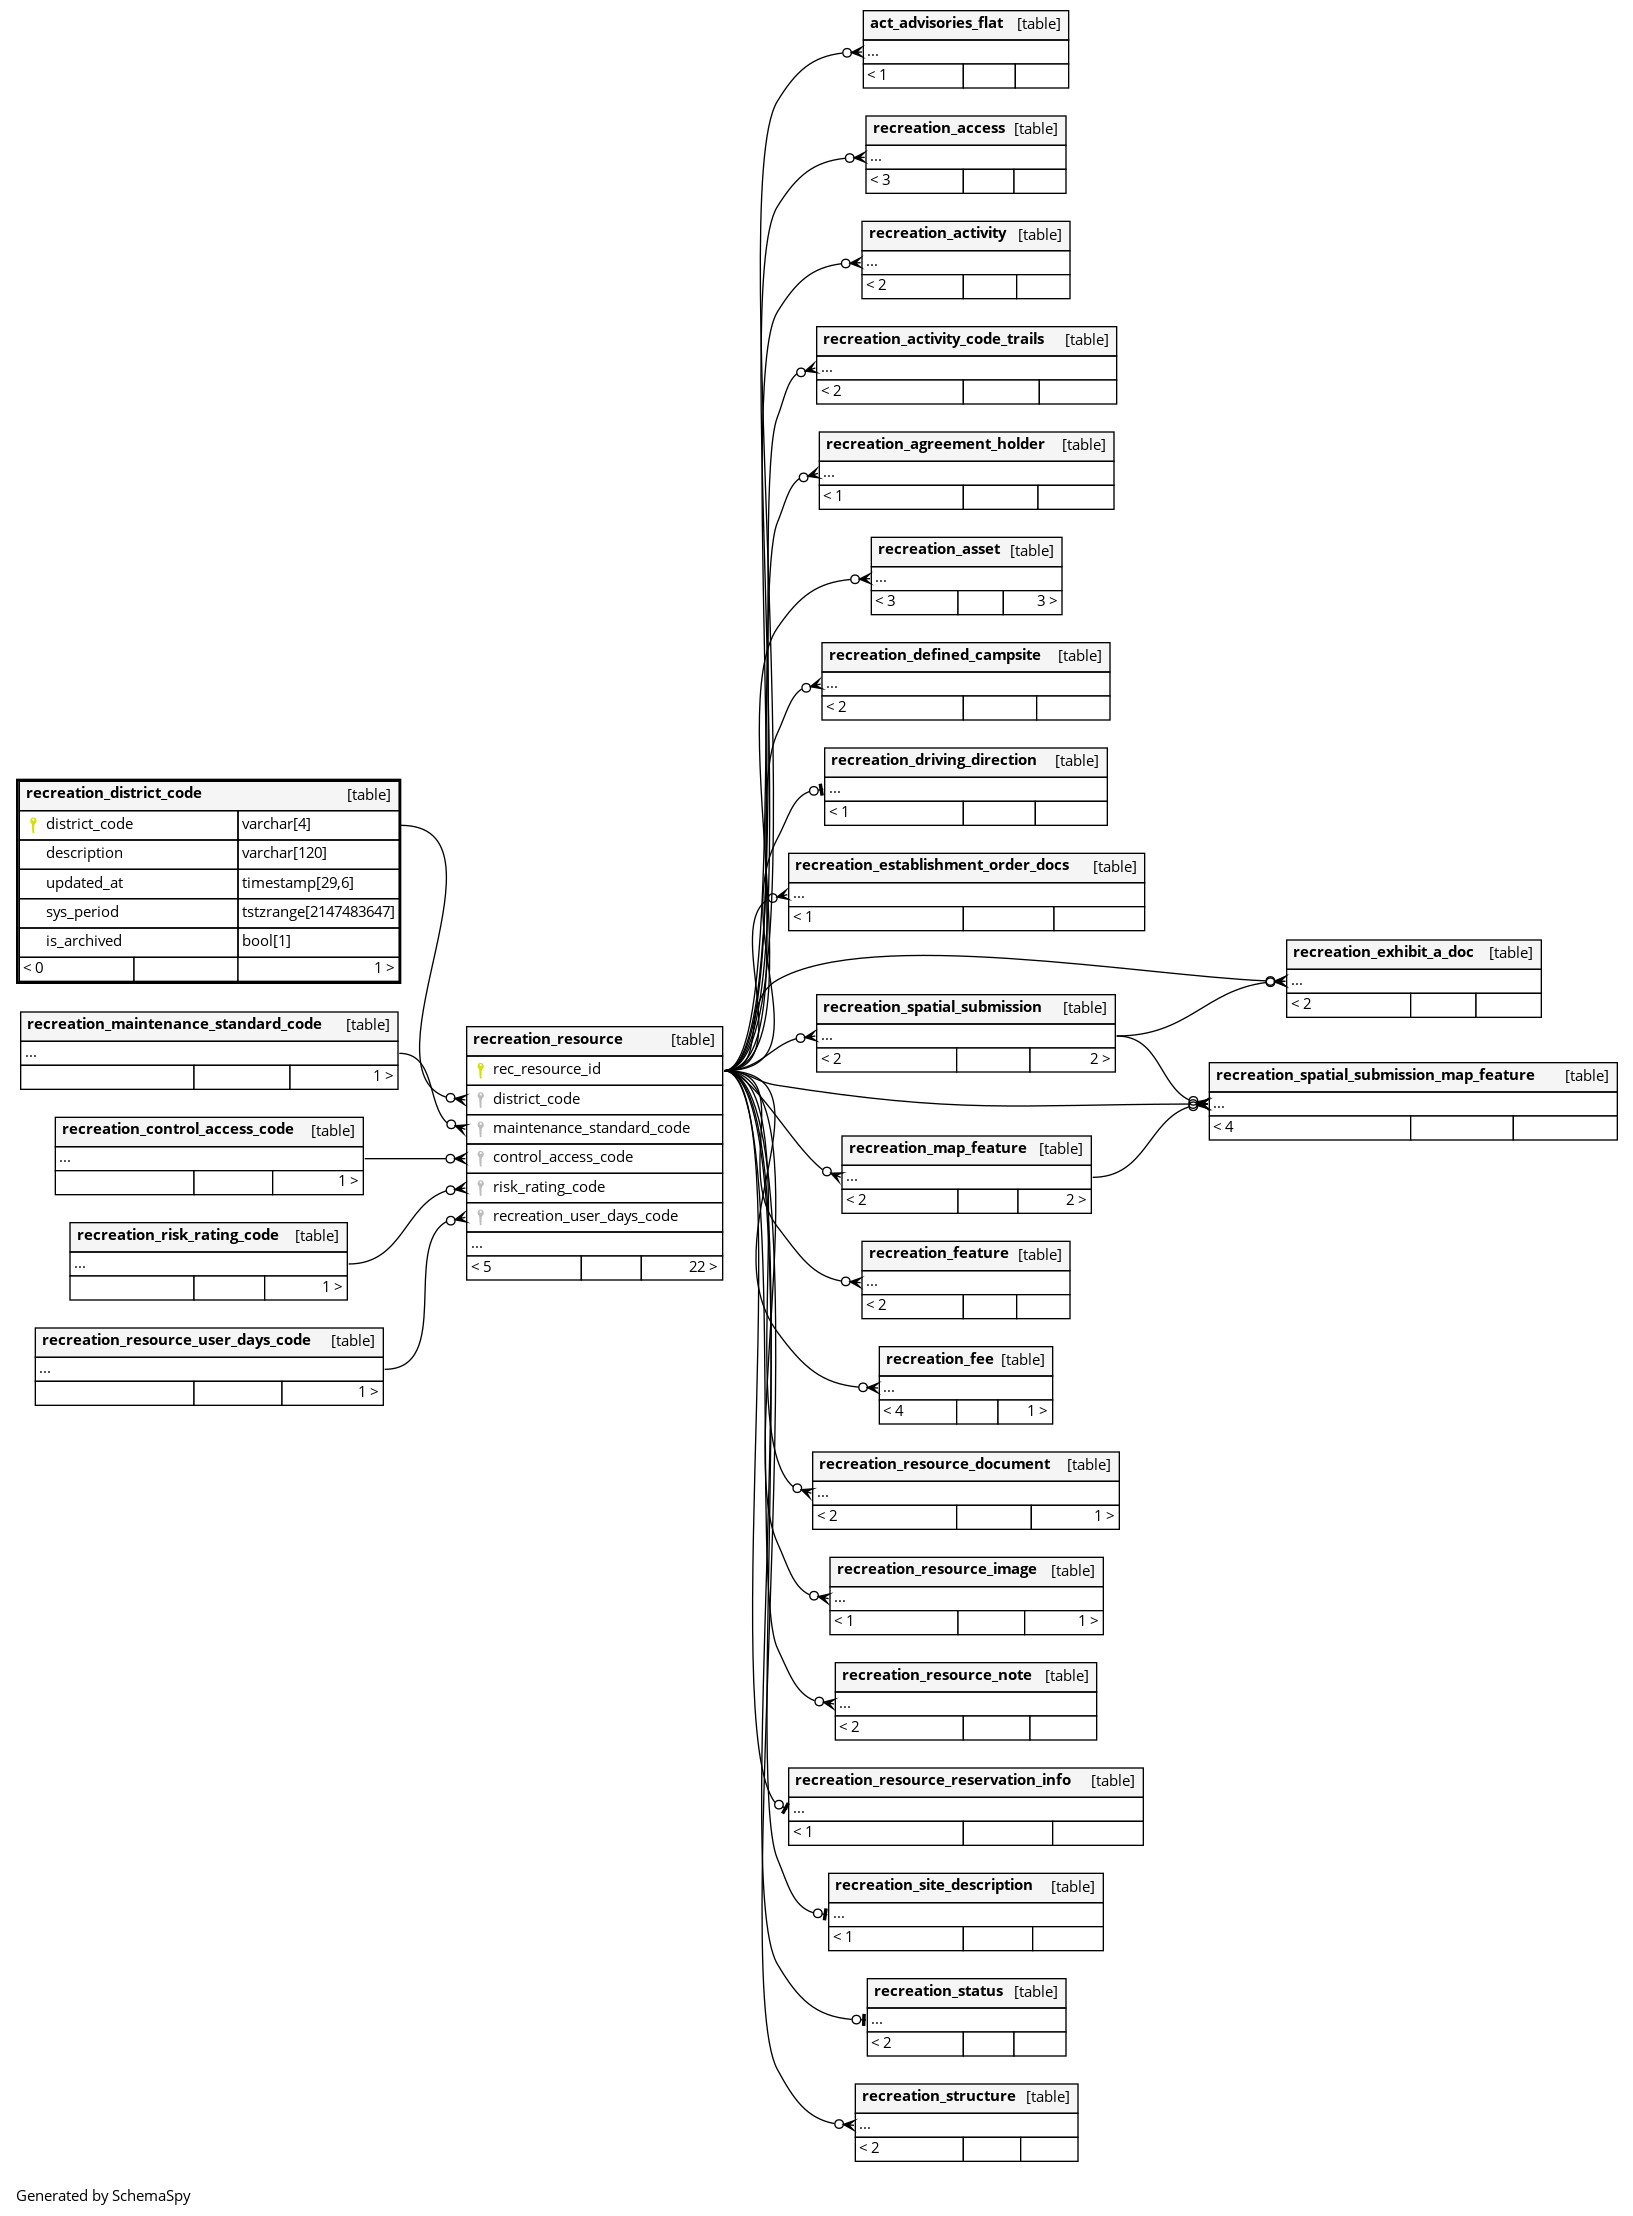 act_advisories_flat [table]
...
< 1
recreation_access [table]
...
< 3
recreation_activity [table]
...
< 2
recreation_activity_code_trails [table]
...
< 2
recreation_agreement_holder [table]
...
< 1
recreation_asset [table]
...
< 3 3 >
recreation_defined_campsite [table]
...
< 2
recreation_driving_direction [table]
...
< 1
recreation_establishment_order_docs [table]
...
< 1
recreation_district_code [table]
district_code varchar[4]
description varchar[120]
updated_at timestamp[29,6]
sys_period tstzrange[2147483647]
is_archived bool[1]
< 0 1 >
recreation_maintenance_standard_code [table]
...
1 >
recreation_control_access_code [table]
...
1 >
recreation_risk_rating_code [table]
...
1 >
recreation_resource_user_days_code [table]
...
1 >
recreation_resource [table]
rec_resource_id
district_code
maintenance_standard_code
control_access_code
risk_rating_code
recreation_user_days_code
...
< 5 22 >
recreation_exhibit_a_doc [table]
...
< 2
recreation_spatial_submission [table]
...
< 2 2 >
recreation_spatial_submission_map_feature [table]
...
< 4
recreation_map_feature [table]
...
< 2 2 >
recreation_feature [table]
...
< 2
recreation_fee [table]
...
< 4 1 >
recreation_resource_document [table]
...
< 2 1 >
recreation_resource_image [table]
...
< 1 1 >
recreation_resource_note [table]
...
< 2
recreation_resource_reservation_info [table]
...
< 1
recreation_site_description [table]
...
< 1
recreation_status [table]
...
< 2
recreation_structure [table]
...
< 2
Generated by SchemaSpy